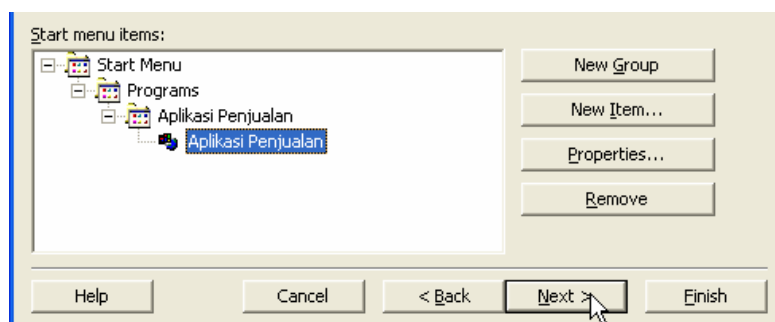 Start menu items:
Start Menu
Programs
Aplikasi Penjualan
Aplikasi Penjualan
New Group
New Item...
Properties...
Remove
Help
Cancel
< Back
Next >
Finish